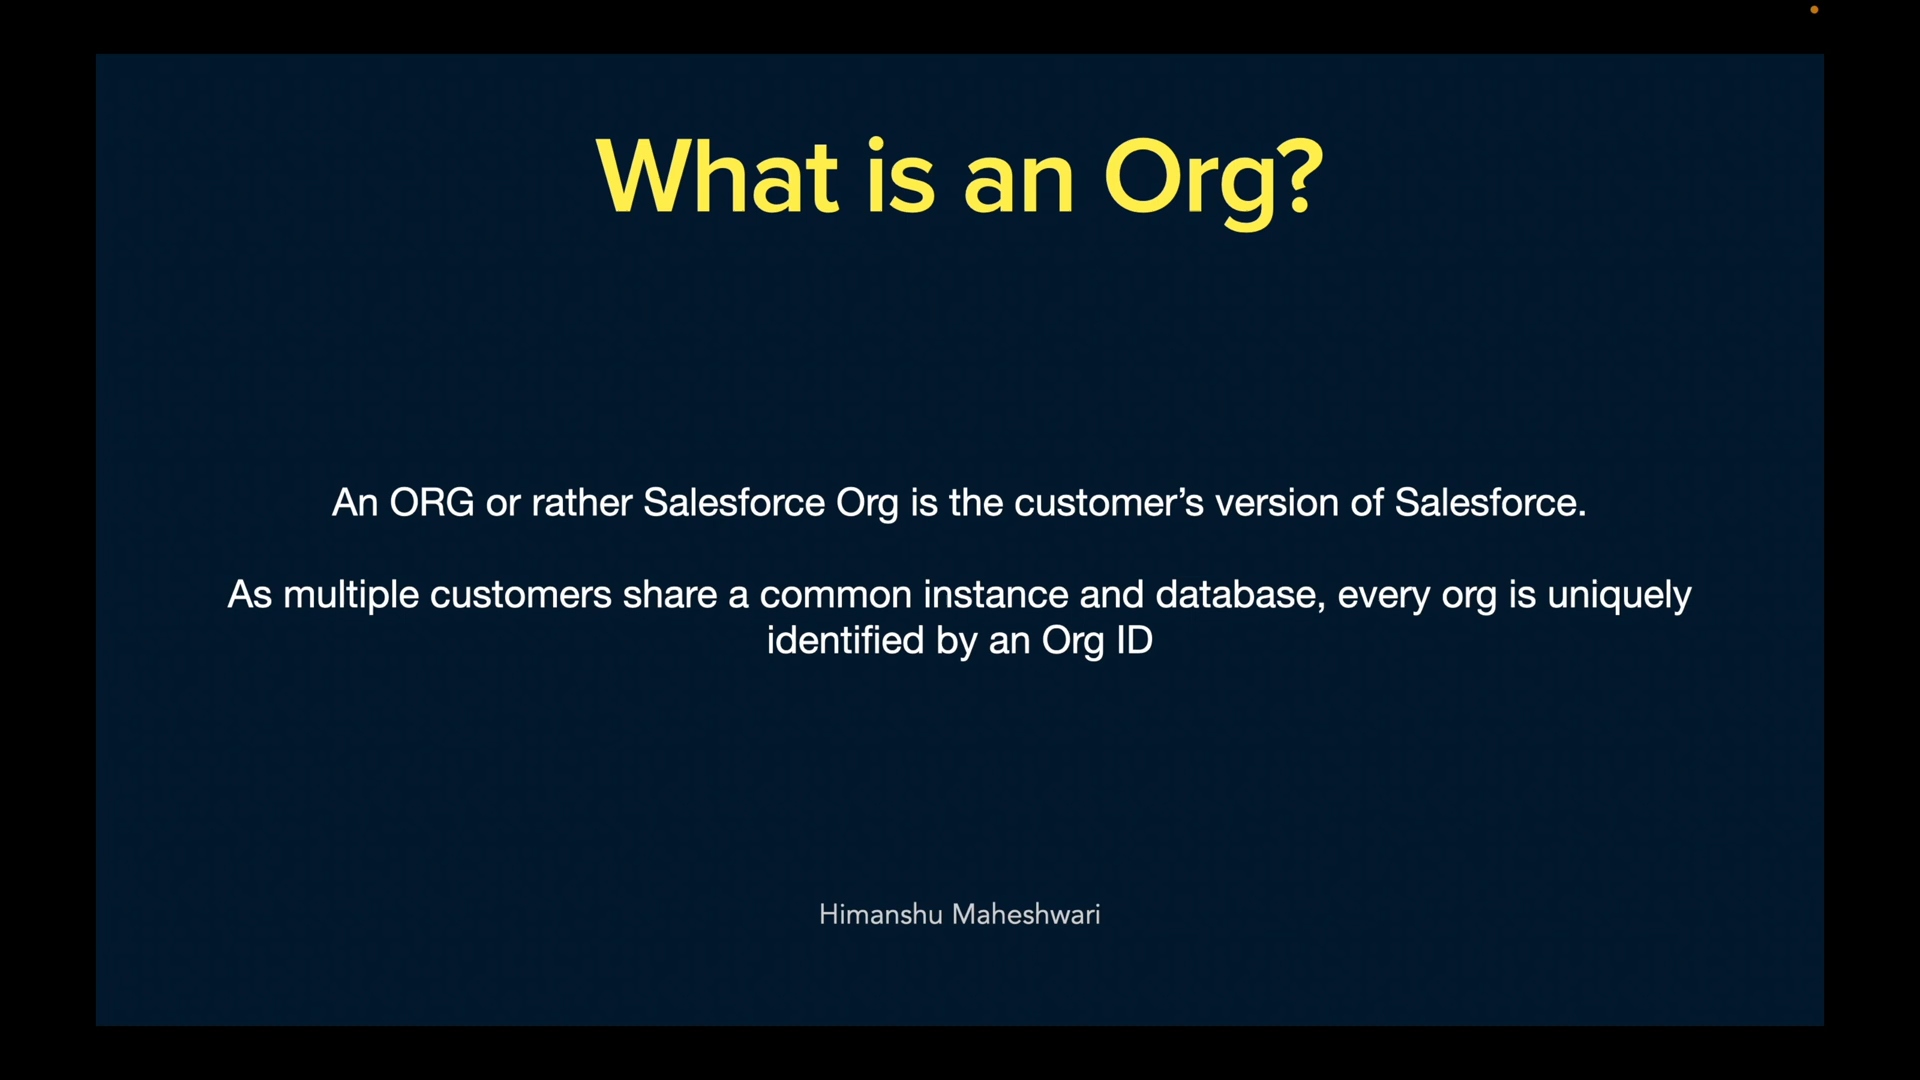 What is an Org?
An ORG or rather Salesforce Org is the customer’s version of Salesforce.
As multiple customers share a common instance and database, every org is uniquely
identified by an Org ID
Himanshu Maheshwari